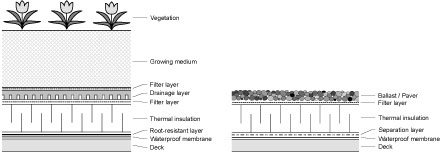 Vegetation
Growing medium
Filter layer
Drainage layer
Filter layer
Thermal insulation
Root-resistant layer
Waterproof membrane
Deck
Ballast / Paver
Filter layer
Thermal insulation
Separation layer
Waterproof membrane
Deck